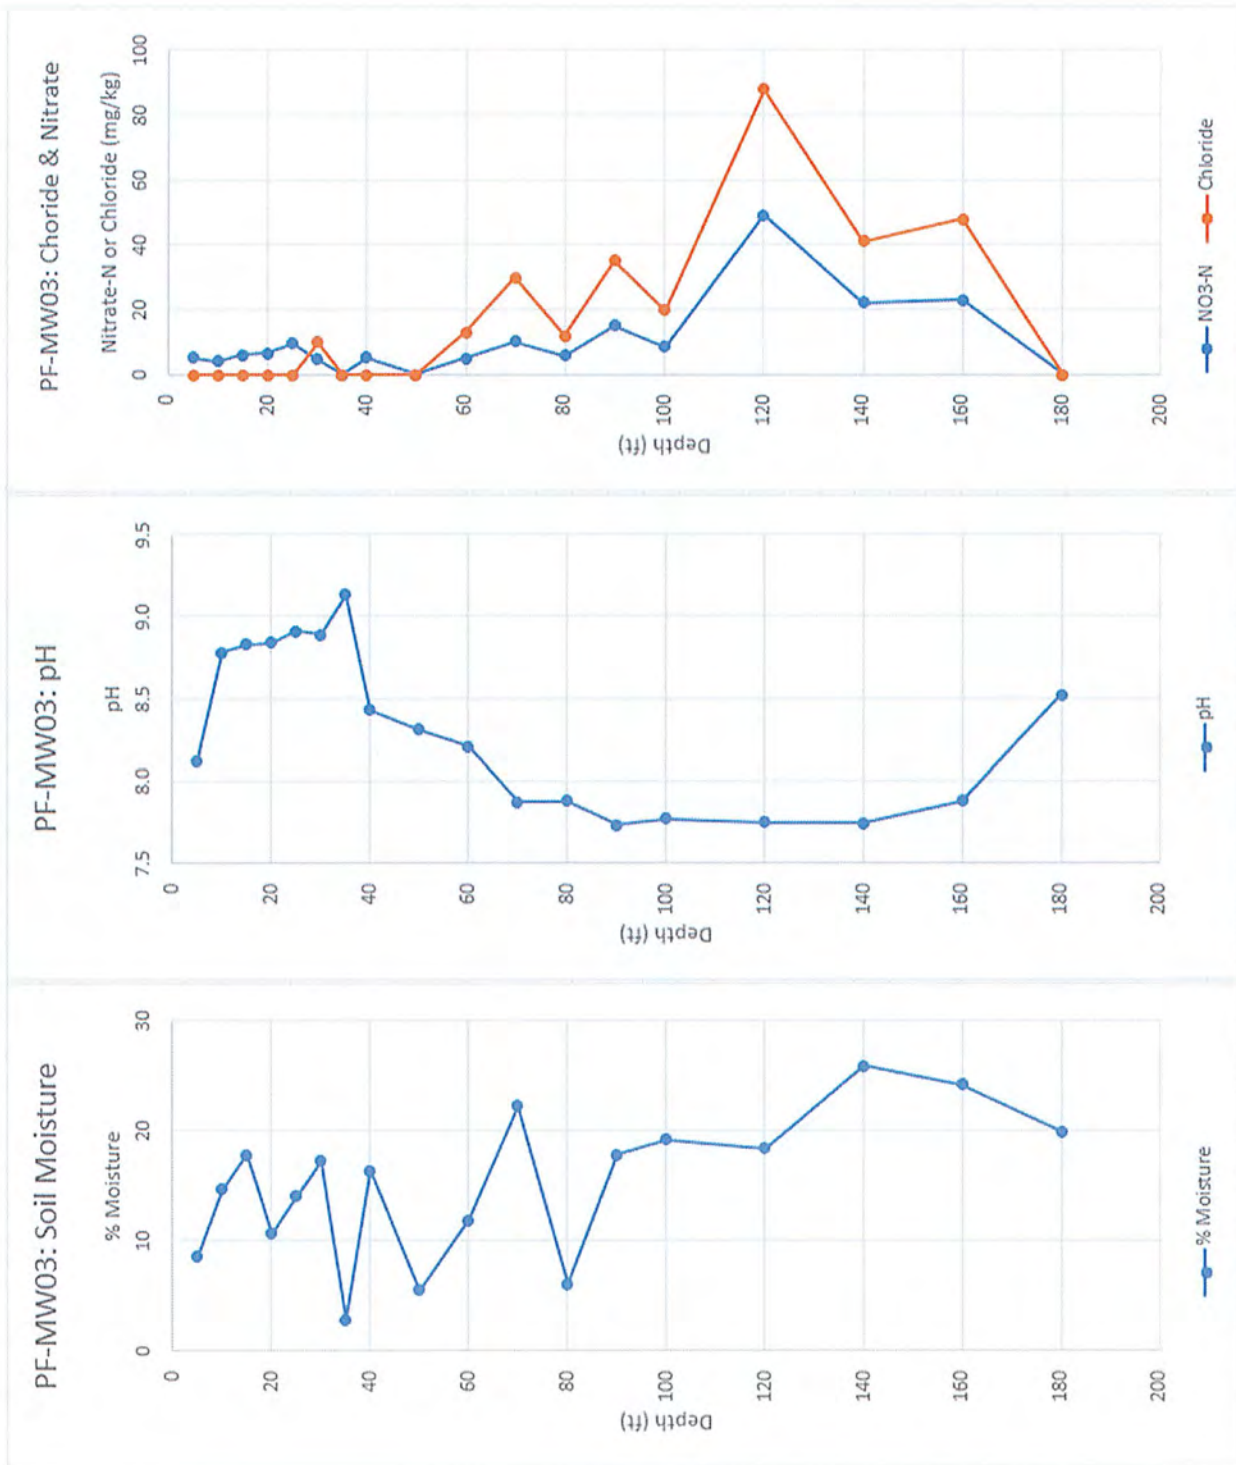 PF-MW03: Soil Moisture
% Moisture
0 10 20 30
Depth (ft)
0
20
40
60
80
100
120
140
160
180
200
% Moisture
PF-MW03: pH
pH
7.5 8.0 8.5 9.0 9.5
Depth (ft)
0
20
40
60
80
100
120
140
160
180
200
pH
PF-MW03: Choride & Nitrate
Nitrate-N or Chloride (mg/kg)
0 20 40 60 80 100
Depth (ft)
0
20
40
60
80
100
120
140
160
180
200
NO3-N Chloride